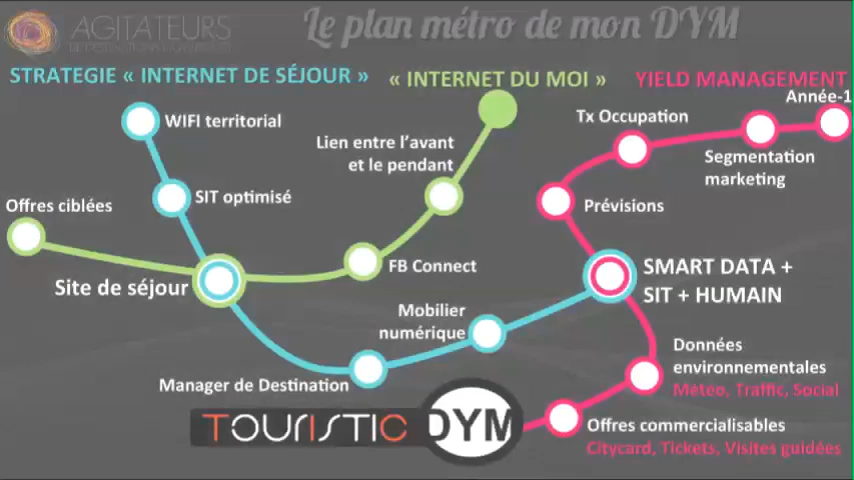 AGITATEURS
Le plan métro de mon DYM
STRATEGIE « INTERNET DE SÉJOUR »
« INTERNET DU MOI »
YIELD MANAGEMENT
Année-1
Tx Occupation
WIFI territorial
Lien entre l'avant
et le pendant
Segmentation
marketing
SIT optimisé
Offres ciblées
Prévisions
FB Connect
SMART DATA +
SIT + HUMAIN
Site de séjour
Mobilier
numérique
Données
environnementales
Météo, Traffic, Social
Manager de Destination
TOURISTIC DYM
Offres commercialisables
Citycard, Tickets, Visites guidées